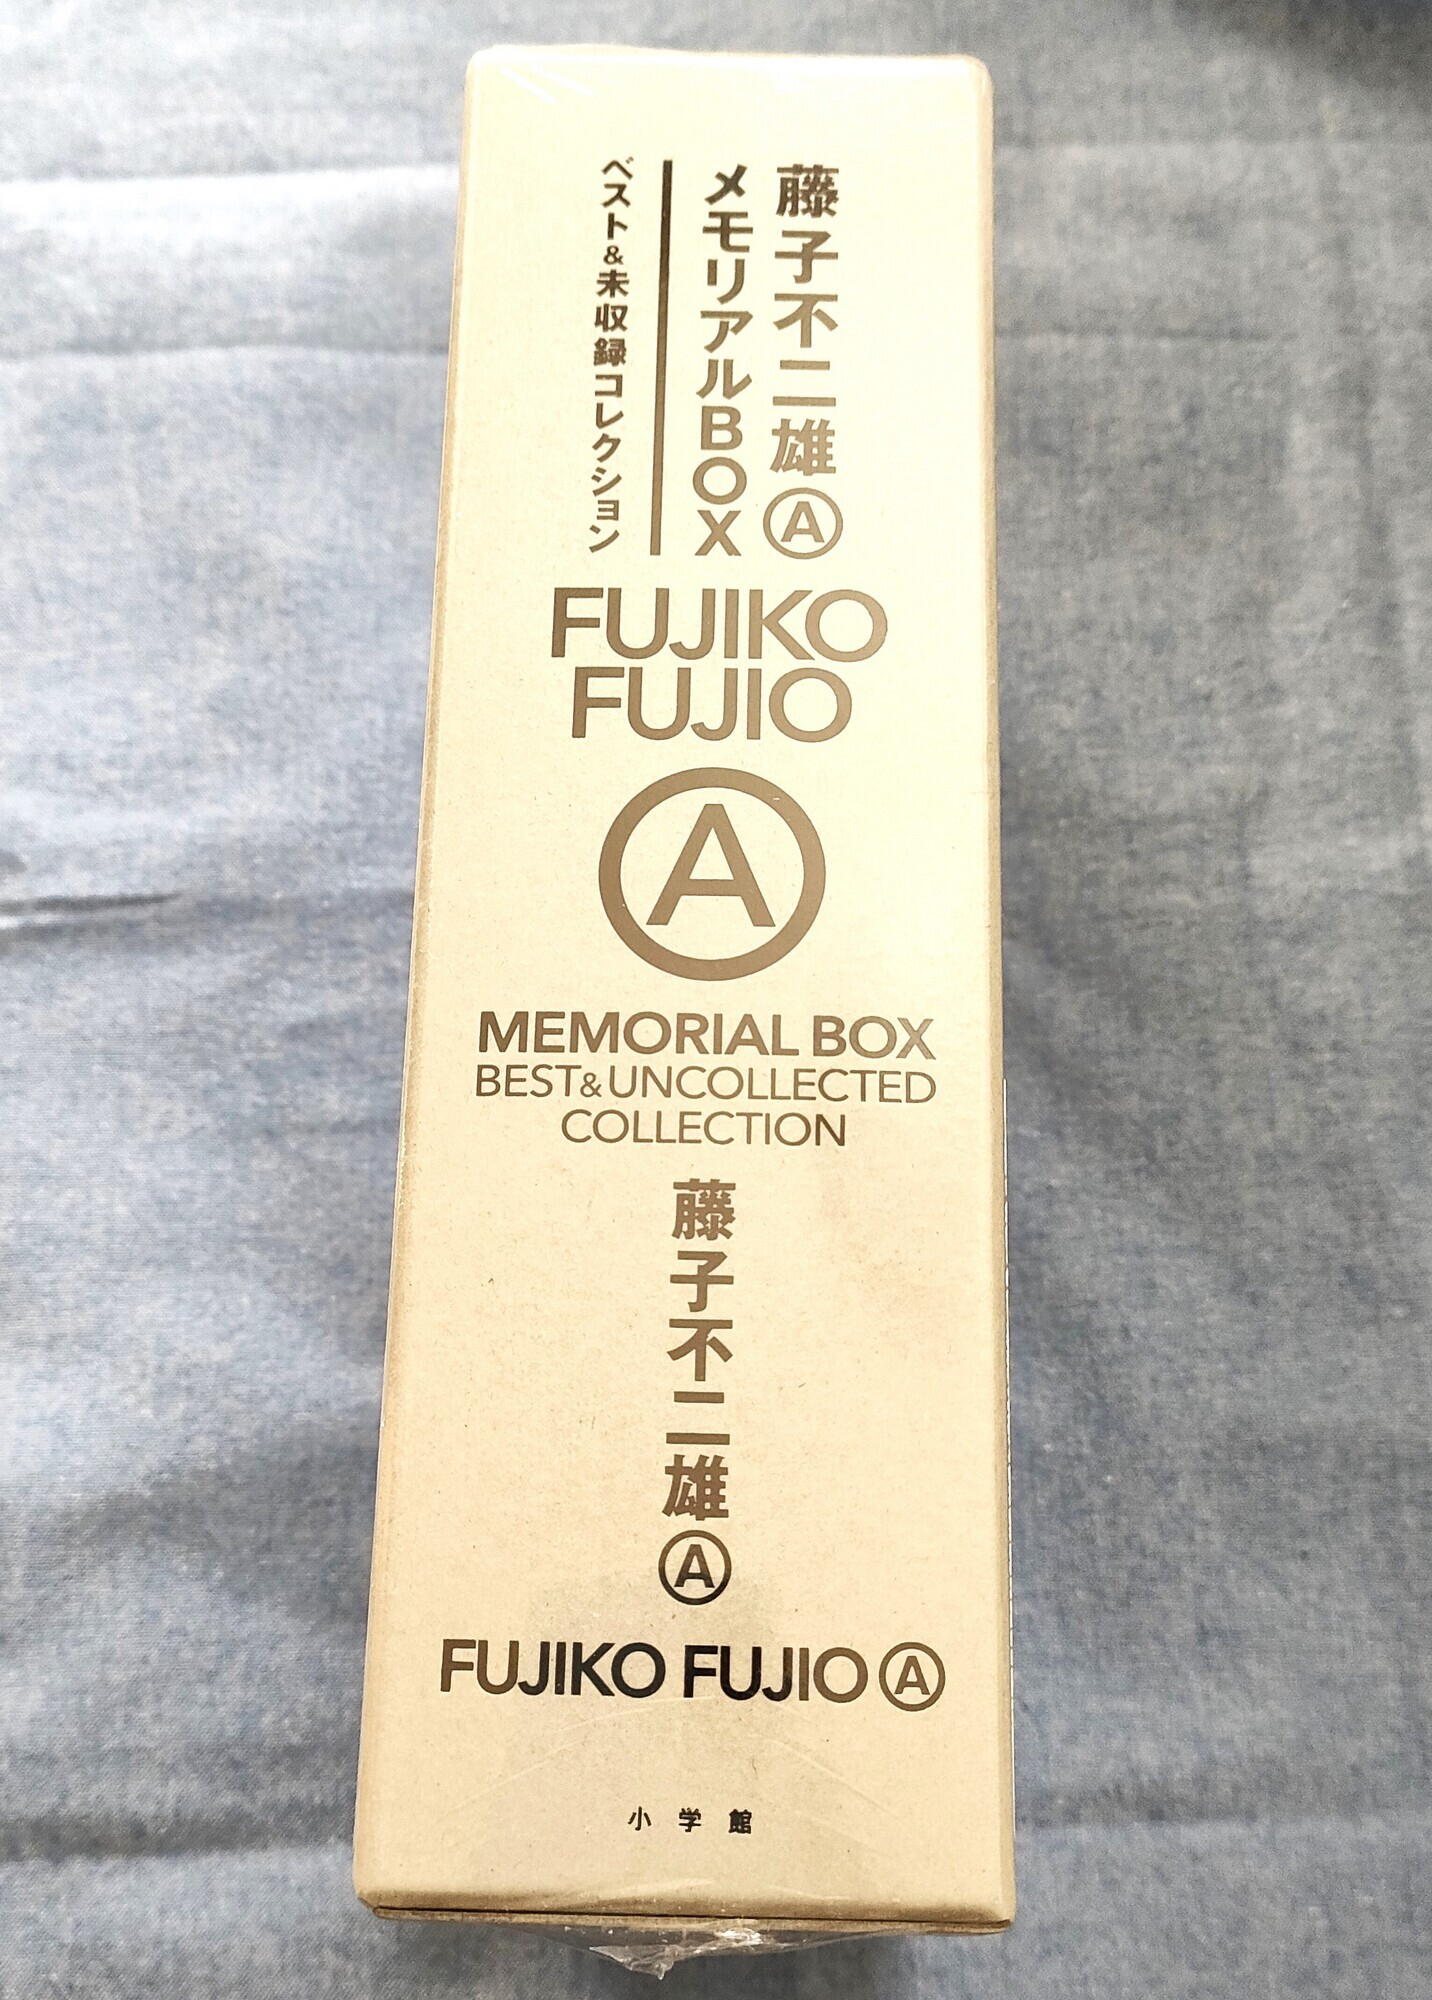 藤子不二雄Ⓐ
メモリアルBOX
ベスト&未収録コレクション
FUJIKO
FUJIO
Ⓐ
MEMORIAL BOX
BEST&UNCOLLECTED
COLLECTION
藤子不二雄Ⓐ
FUJIKO FUJIOⒶ
小学館